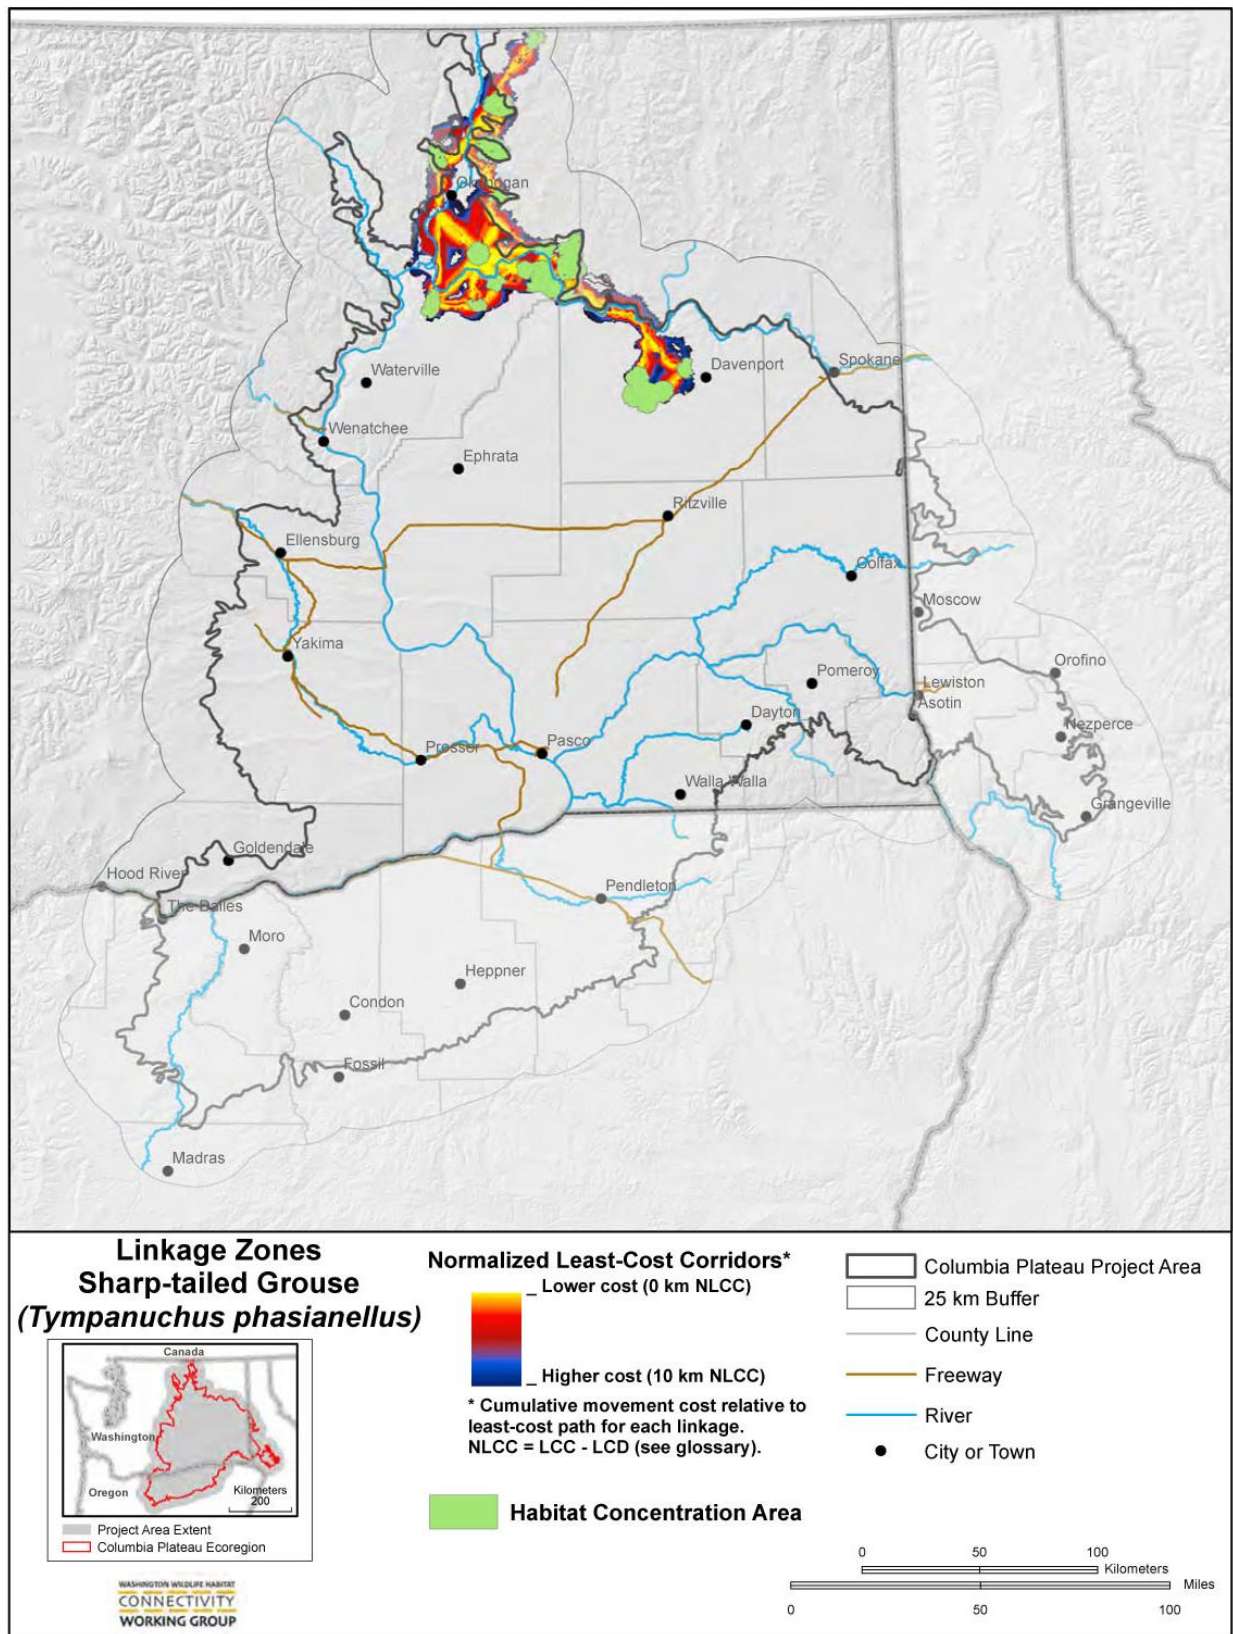 Okanogan
Waterville
Davenport
Spokane
Wenatchee
Ephrata
Ritzville
Ellensburg
Colfax
Moscow
Yakima
Orofino
Pomeroy
Lewiston
Asotin
Dayton
Nezperce
Prosser
Pasco
Walla Walla
Grangeville
Goldendale
Hood River
Pendleton
The Dalles
Moro
Heppner
Condon
Fossil
Madras
Linkage Zones
Sharp-tailed Grouse
(Tympanuchus phasianellus)
Canada
Washington
Oregon
Kilometers
200
Project Area Extent
Columbia Plateau Ecoregion
WASHINGTON WILDLIFE HABITAT
CONNECTIVITY
WORKING GROUP
Normalized Least-Cost Corridors*
_ Lower cost (0 km NLCC)
_ Higher cost (10 km NLCC)
* Cumulative movement cost relative to
least-cost path for each linkage.
NLCC = LCC - LCD (see glossary).
Habitat Concentration Area
Columbia Plateau Project Area
25 km Buffer
County Line
Freeway
River
City or Town
0 50 100
Kilometers
Miles
0 50 100